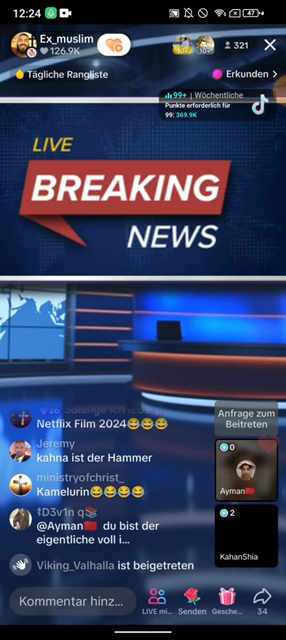 12:24
47
Ex_muslim
126.9K
321
Tägliche Rangliste
Erkunden >
99+ | Wöchentliche
Punkte erforderlich für
99: 369.9K
LIVE
BREAKING
NEWS
Netflix Film 2024😂😂😂
Jeremy
kahna ist der Hammer
ministryofchrist_
Kamelurin😂😂😂😂
@Ayman🇲🇦 du bist der
eigentliche voll i...
Viking_Valhalla ist beigetreten
Anfrage zum
Beitreten
0
Ayman🇲🇦
2
KahanShia
Kommentar hinz...
LIVE mi...
Senden
Gesche...
34